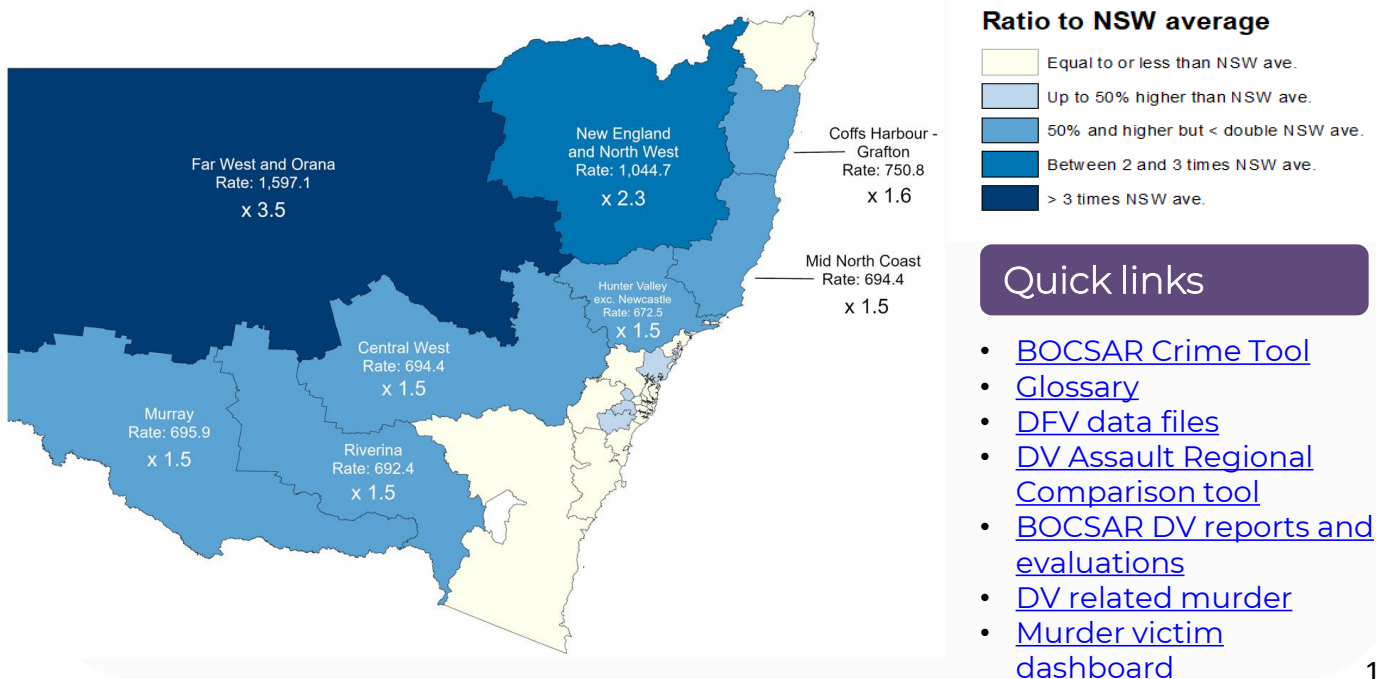 Far West and Orana
Rate: 1,597.1
x 3.5
New England
and North West
Rate: 1,044.7
x 2.3
Coffs Harbour -
Grafton
Rate: 750.8
x 1.6
Mid North Coast
Rate: 694.4
x 1.5
Hunter Valley
exc. Newcastle
Rate: 672.5
x 1.5
Central West
Rate: 694.4
x 1.5
Murray
Rate: 695.9
x 1.5
Riverina
Rate: 692.4
x 1.5
Ratio to NSW average
Equal to or less than NSW ave.
Up to 50% higher than NSW ave.
50% and higher but < double NSW ave.
Between 2 and 3 times NSW ave.
> 3 times NSW ave.
Quick links
• BOCSAR Crime Tool
• Glossary
• DFV data files
• DV Assault Regional
Comparison tool
• BOCSAR DV reports and
evaluations
• DV related murder
• Murder victim
dashboard
1